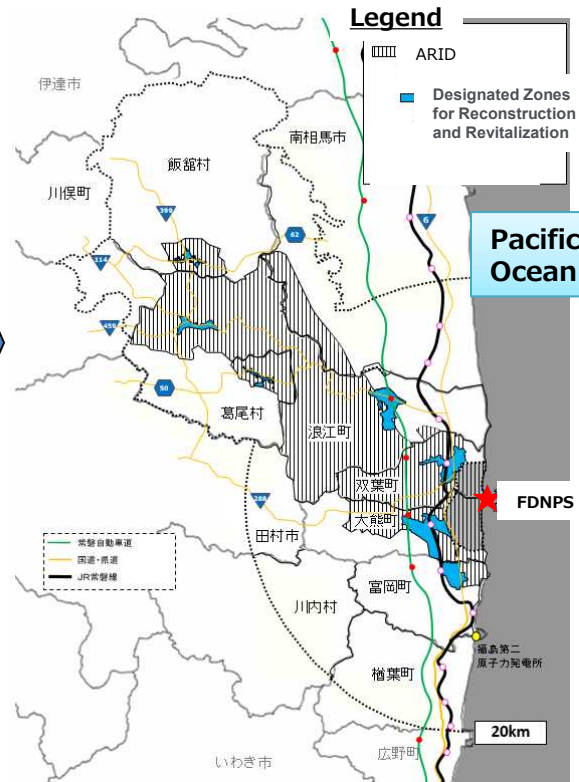 Legend
ARID
Designated Zones
for Reconstruction
and Revitalization
伊達市
南相馬市
飯舘村
川俣町
399
6
62
114
Pacific
Ocean
459
50
葛尾村
浪江町
双葉町
FDNPS
288
大熊町
田村市
常磐自動車道
国道・県道
JR常磐線
富岡町
川内村
福島第二
原子力発電所
楢葉町
20km
広野町
いわき市